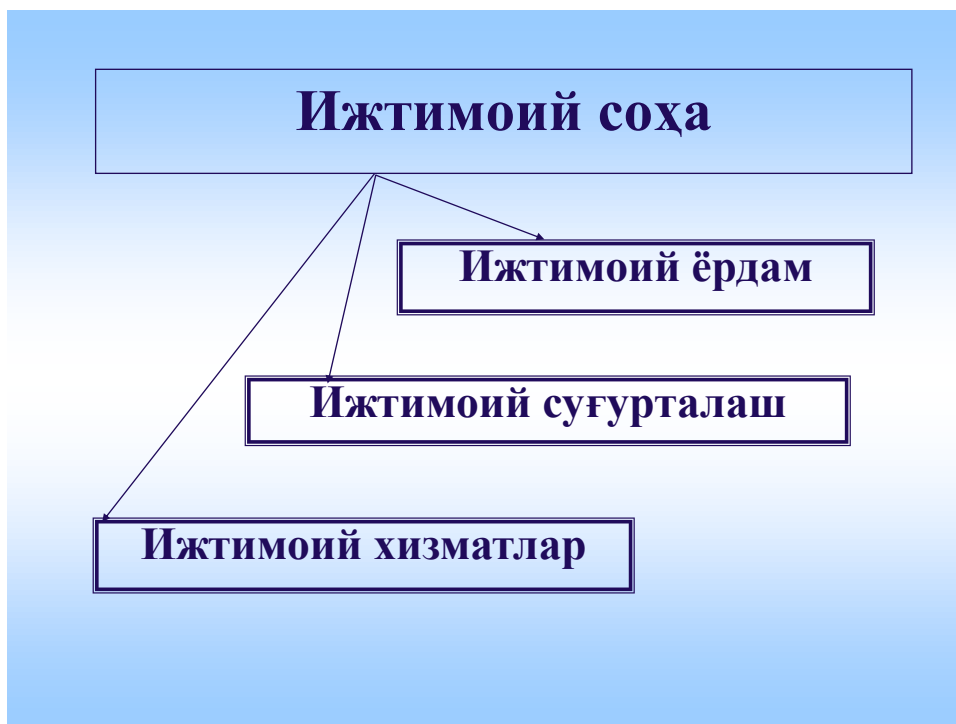 Ижтимоий соҳа
Ижтимоий ёрдам
Ижтимоий суғурталаш
Ижтимоий хизматлар